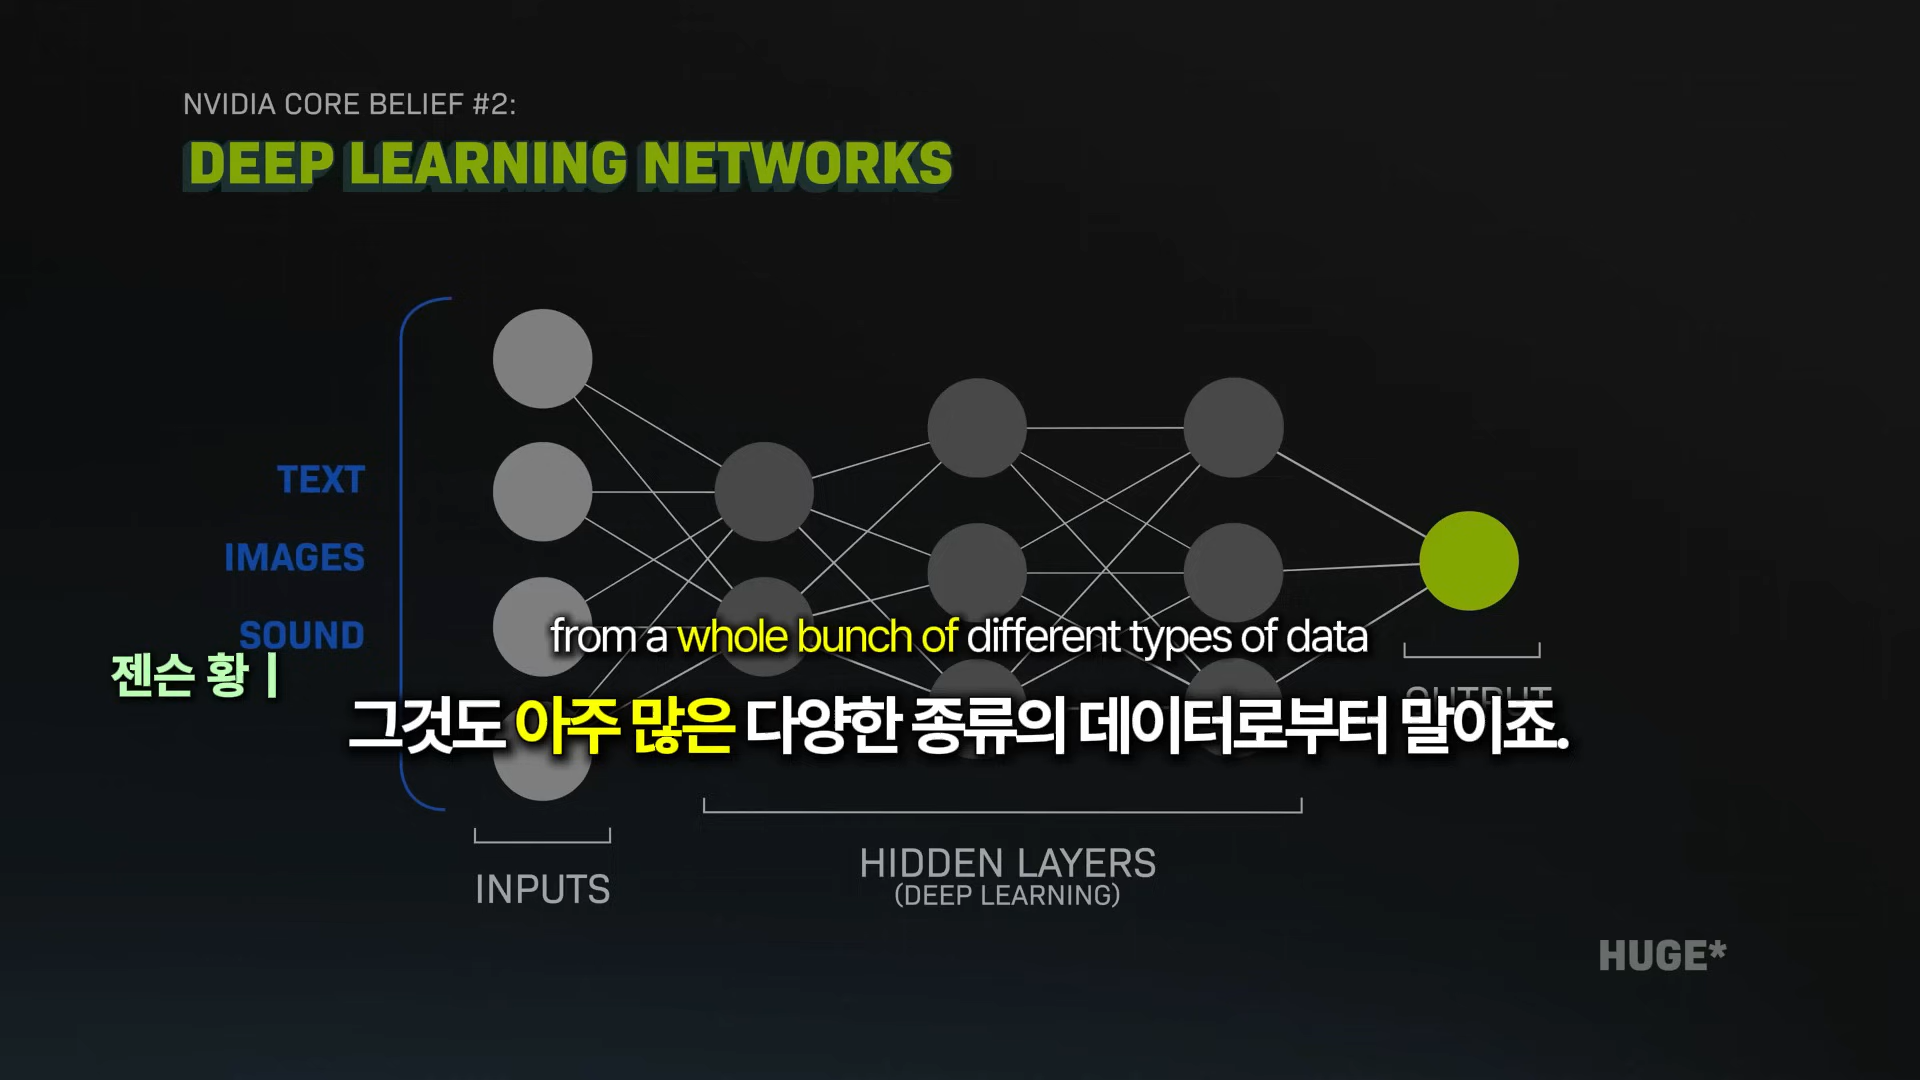 NVIDIA CORE BELIEF #2:
DEEP LEARNING NETWORKS
TEXT
IMAGES
SOUND
from a whole bunch of different types of data
젠슨 황 |
그것도 아주 많은 다양한 종류의 데이터로부터 말이죠.
OUTPUT
INPUTS
HIDDEN LAYERS
(DEEP LEARNING)
HUGE*